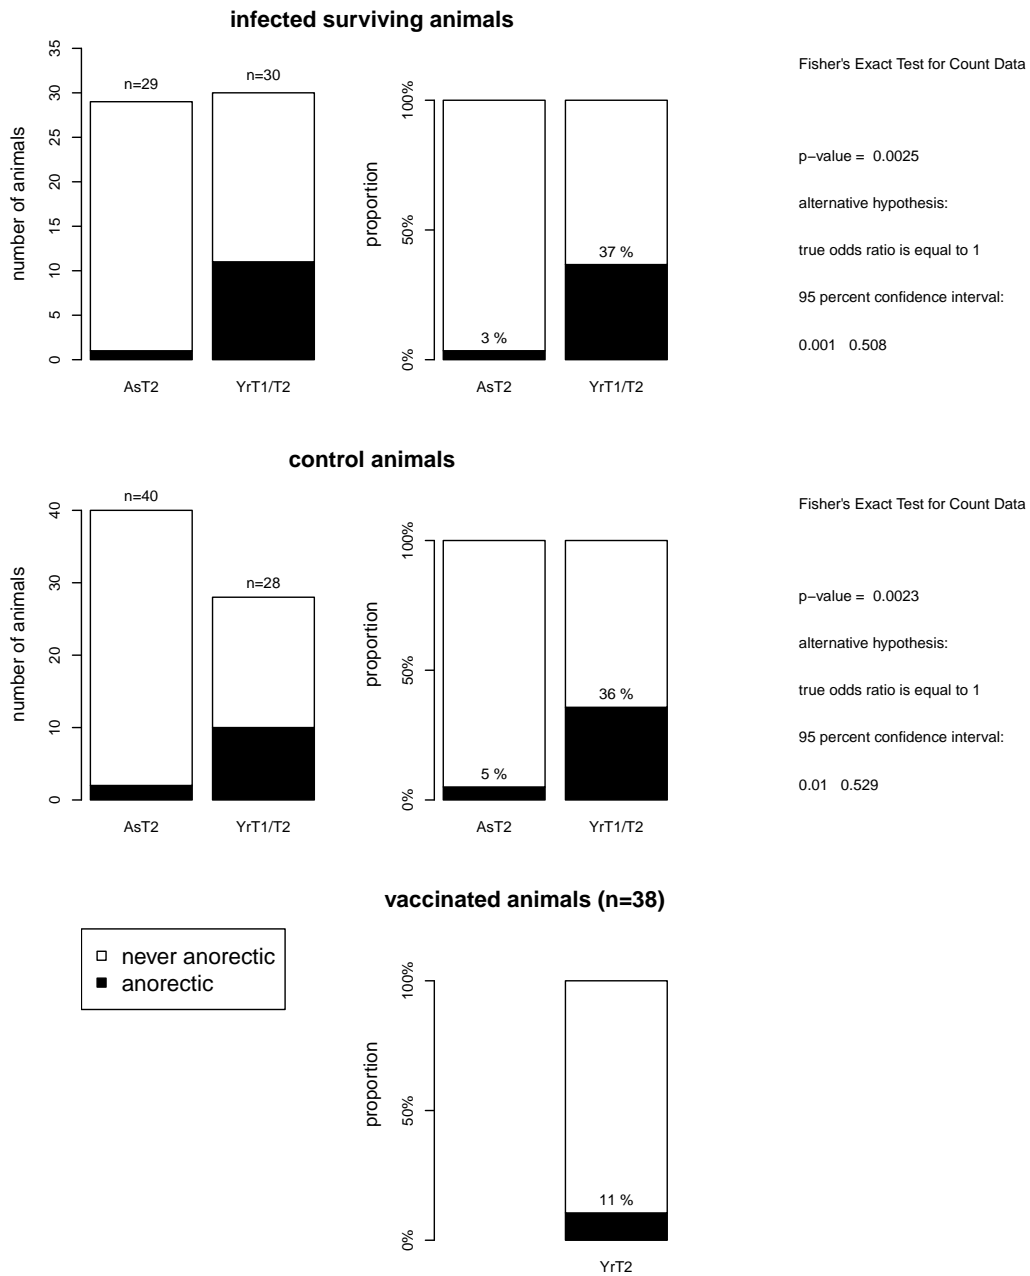 infected surviving animals
number of animals
0
5
10
15
20
25
30
35
n=29
n=30
AsT2
YrT1/T2
proportion
0%
50%
100%
3 %
37 %
AsT2
YrT1/T2
Fisher's Exact Test for Count Data
p−value = 0.0025
alternative hypothesis:
true odds ratio is equal to 1
95 percent confidence interval:
0.001 0.508
control animals
number of animals
0
10
20
30
40
n=40
n=28
AsT2
YrT1/T2
proportion
0%
50%
100%
5 %
36 %
AsT2
YrT1/T2
Fisher's Exact Test for Count Data
p−value = 0.0023
alternative hypothesis:
true odds ratio is equal to 1
95 percent confidence interval:
0.01 0.529
vaccinated animals (n=38)
never anorectic
anorectic
proportion
0%
50%
100%
11 %
YrT2